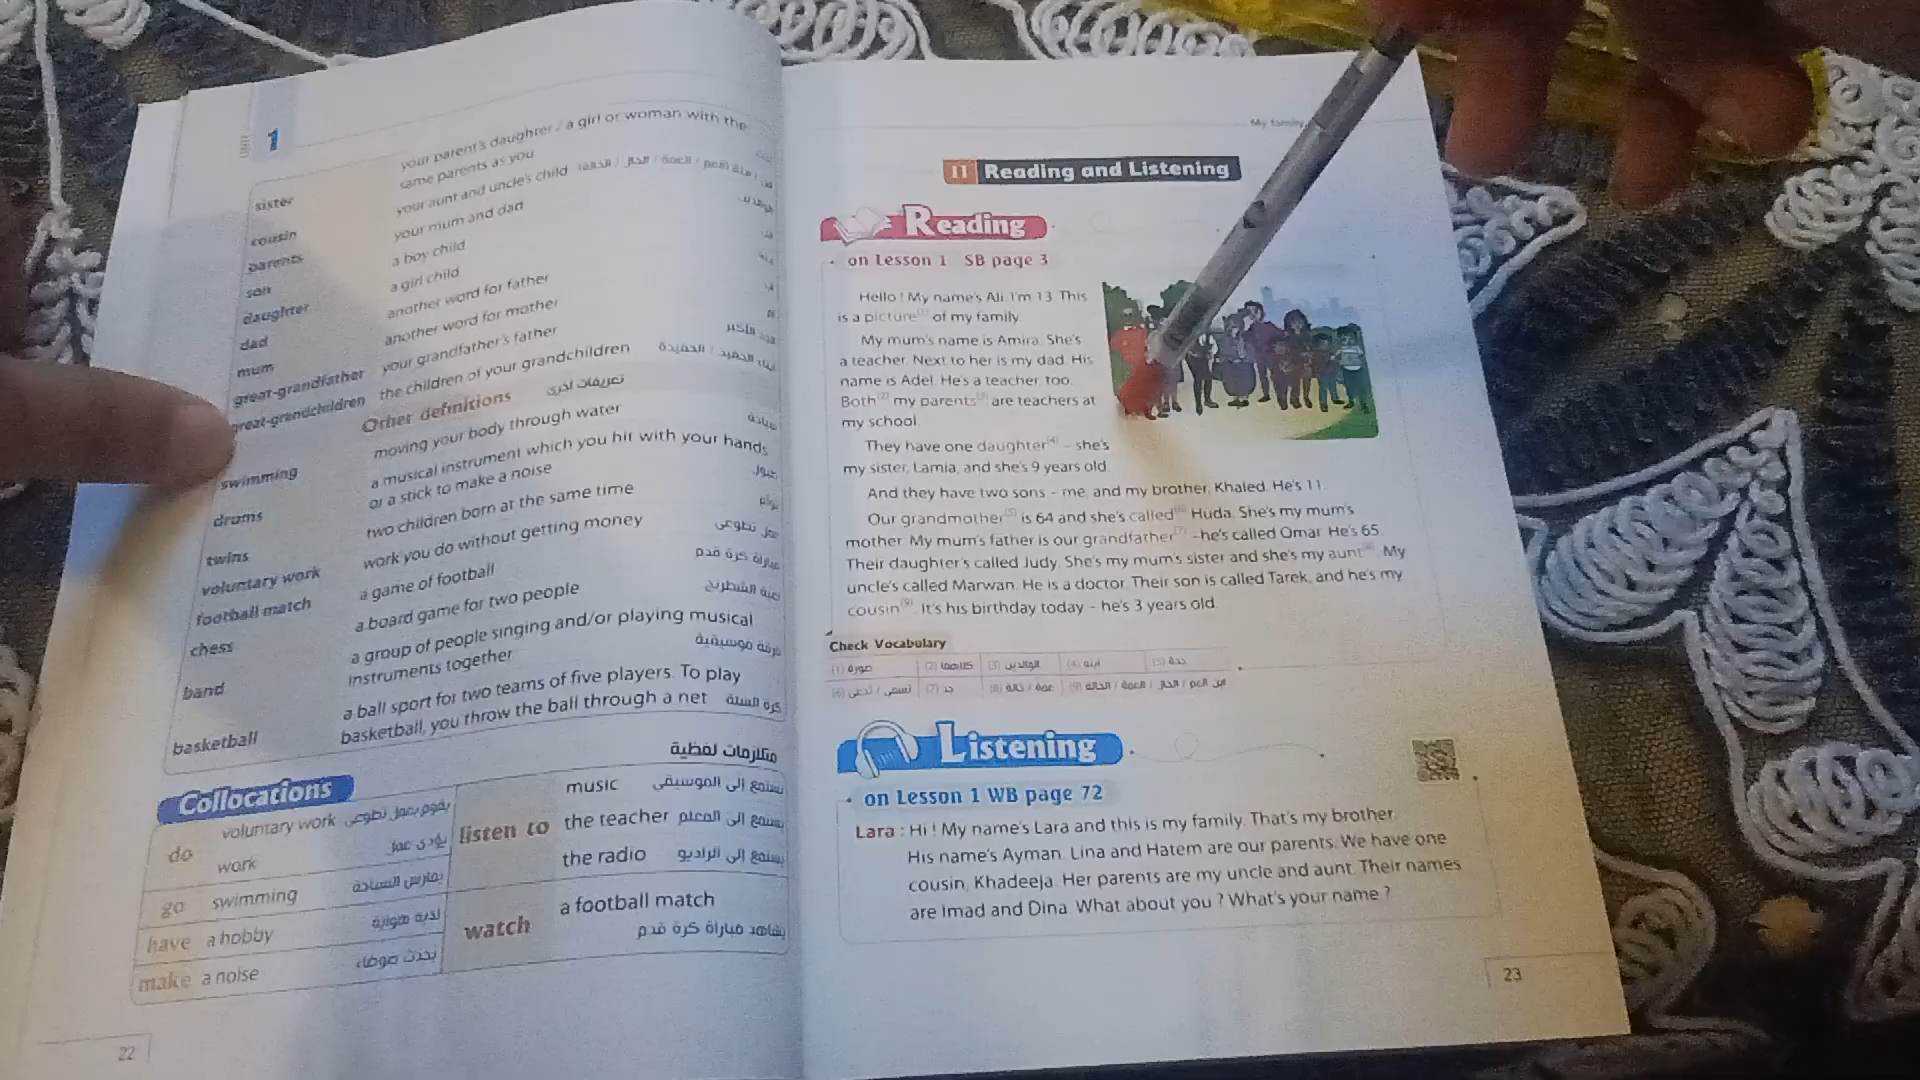 1
sister your parent's daughter / a girl or woman with the
same parents as you
cousin your aunt and uncle's child
parents your mum and dad
son a boy child
daughter a girl child
dad another word for father
mum another word for mother
great-grandfather your grandfather's father
great-grandchildren the children of your grandchildren
Other definitions تعريفات أخرى
swimming moving your body through water سباحة
drums a musical instrument which you hit with your hands
or a stick to make a noise
twins two children born at the same time
voluntary work work you do without getting money عمل تطوعى
football match a game of football مباراة كرة قدم
chess a board game for two people لعبة الشطرنج
band a group of people singing and/or playing musical
instruments together فرقة موسيقية
basketball a ball sport for two teams of five players. To play
basketball, you throw the ball through a net كرة السلة
Collocations متلازمات لفظية
do voluntary work يقوم بعمل تطوعى
work يؤدى عمل
go swimming يمارس السباحة
have a hobby لديه هواية
make a noise يحدث ضوضاء
listen to music يستمع إلى الموسيقى
the teacher يستمع إلى المعلم
the radio يستمع إلى الراديو
watch a football match
يشاهد مباراة كرة قدم
22
My family
11 Reading and Listening
Reading
on Lesson 1 SB page 3
Hello! My name's Ali. I'm 13. This
is a picture(1) of my family.
My mum's name is Amira. She's
a teacher. Next to her is my dad. His
name is Adel. He's a teacher, too.
Both(2) my parents(3) are teachers at
my school.
They have one daughter(4) – she's
my sister, Lamia, and she's 9 years old.
And they have two sons – me, and my brother, Khaled. He's 11.
Our grandmother(5) is 64 and she's called(6) Huda. She's my mum's
mother. My mum's father is our grandfather(7) – he's called Omar. He's 65.
Their daughter's called Judy. She's my mum's sister and she's my aunt(8). My
uncle's called Marwan. He is a doctor. Their son is called Tarek, and he's my
cousin(9). It's his birthday today – he's 3 years old.
Check Vocabulary
(1) صورة (2) كلاهما (3) الوالدين (4) ابنة (5) جدة
(6) تسمى / تدعى (7) جد (8) عمة / خالة (9) ابن العم / الخال / العمة / الخالة
Listening
on Lesson 1 WB page 72
Lara : Hi! My name's Lara and this is my family. That's my brother.
His name's Ayman. Lina and Hatem are our parents. We have one
cousin, Khadeeja. Her parents are my uncle and aunt. Their names
are Imad and Dina. What about you? What's your name?
23